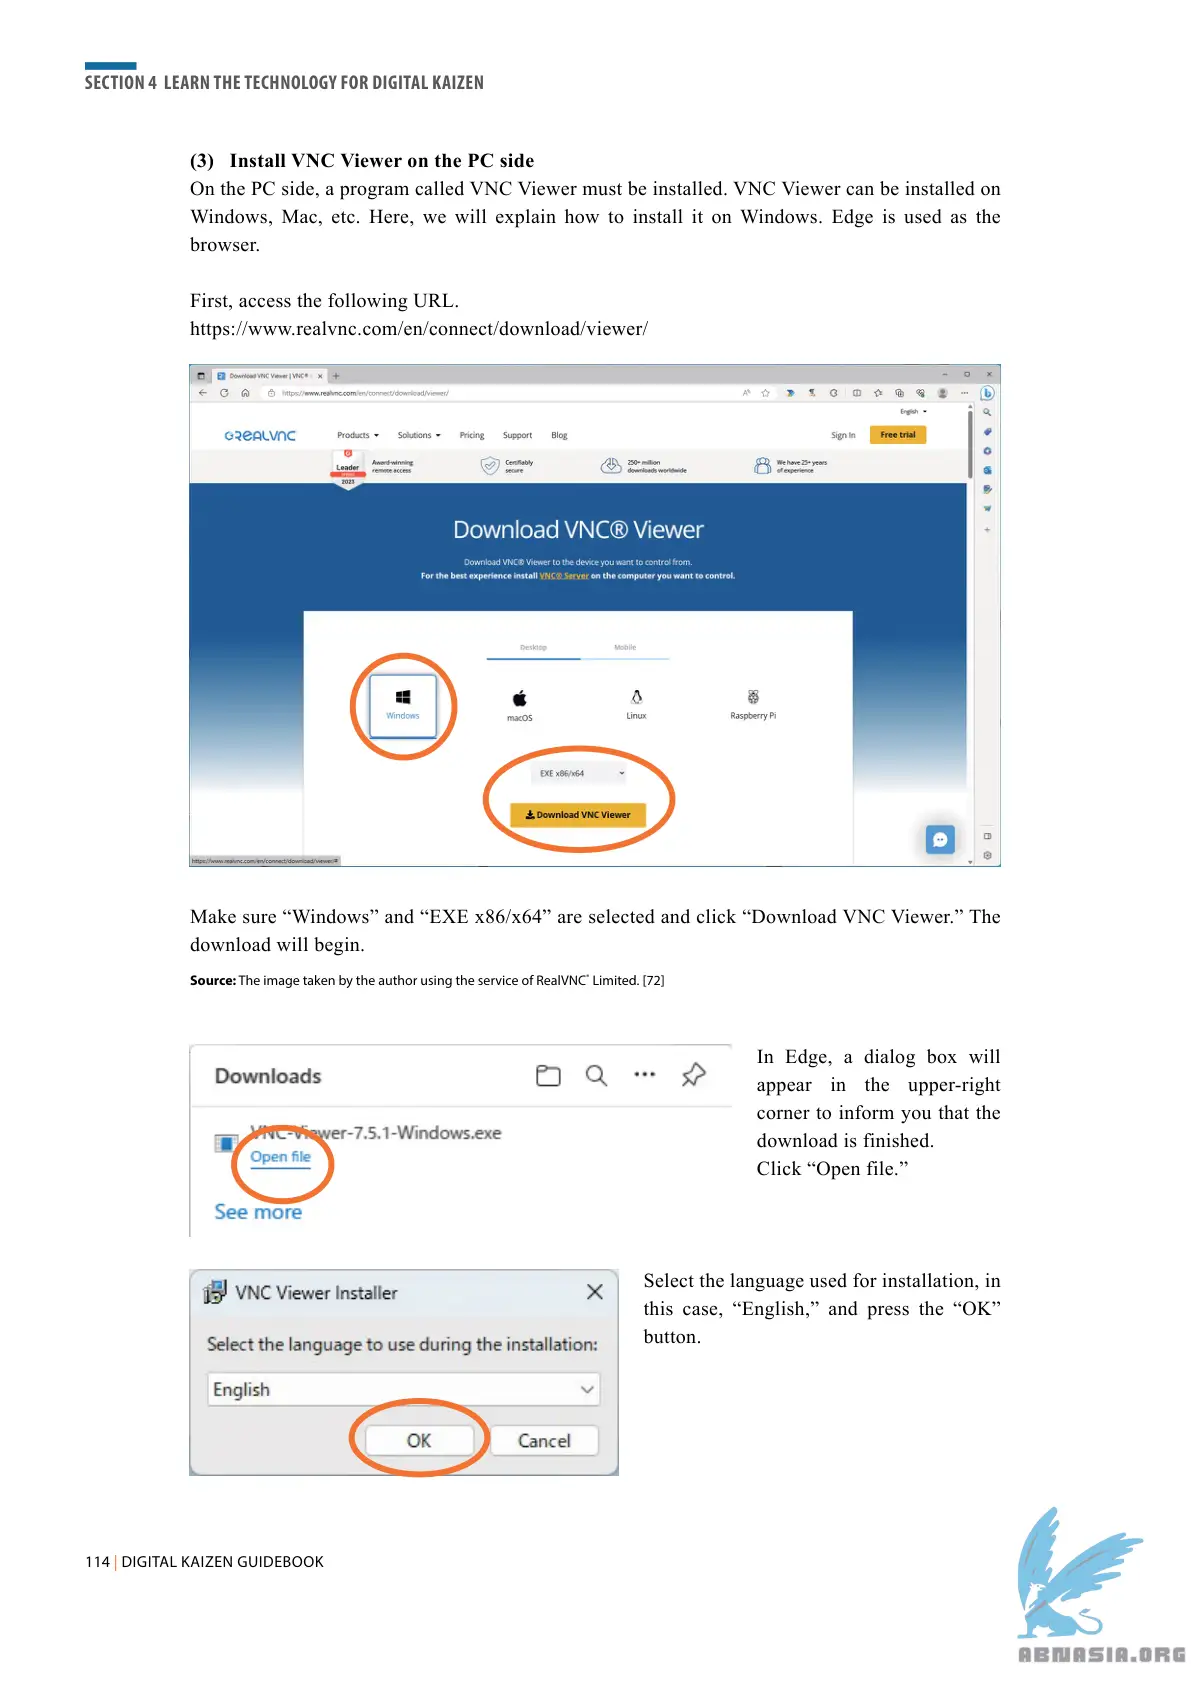 SECTION 4 LEARN THE TECHNOLOGY FOR DIGITAL KAIZEN
(3) Install VNC Viewer on the PC side
On the PC side, a program called VNC Viewer must be installed. VNC Viewer can be installed on
Windows, Mac, etc. Here, we will explain how to install it on Windows. Edge is used as the
browser.
First, access the following URL.
https://www.realvnc.com/en/connect/download/viewer/
Download VNC Viewer | VNC®
https://www.realvnc.com/en/connect/download/viewer/
English
REALVNC
Products
Solutions
Pricing
Support
Blog
Sign In
Free trial
Leader
2023
Award-winning
remote access
Certifiably
secure
250+ million
downloads worldwide
We have 25+ years
of experience
Download VNC® Viewer
Download VNC® Viewer to the device you want to control from.
For the best experience install VNC® Server on the computer you want to control.
Desktop
Mobile
Windows
macOS
Linux
Raspberry Pi
EXE x86/x64
Download VNC Viewer
https://www.realvnc.com/en/connect/download/viewer/#
Make sure “Windows” and “EXE x86/x64” are selected and click “Download VNC Viewer.” The
download will begin.
Source: The image taken by the author using the service of RealVNC® Limited. [72]
Downloads
VNC-Viewer-7.5.1-Windows.exe
Open file
See more
In Edge, a dialog box will
appear in the upper-right
corner to inform you that the
download is finished.
Click “Open file.”
VNC Viewer Installer
Select the language to use during the installation:
English
OK
Cancel
Select the language used for installation, in
this case, “English,” and press the “OK”
button.
114 | DIGITAL KAIZEN GUIDEBOOK
ABNASIA.ORG